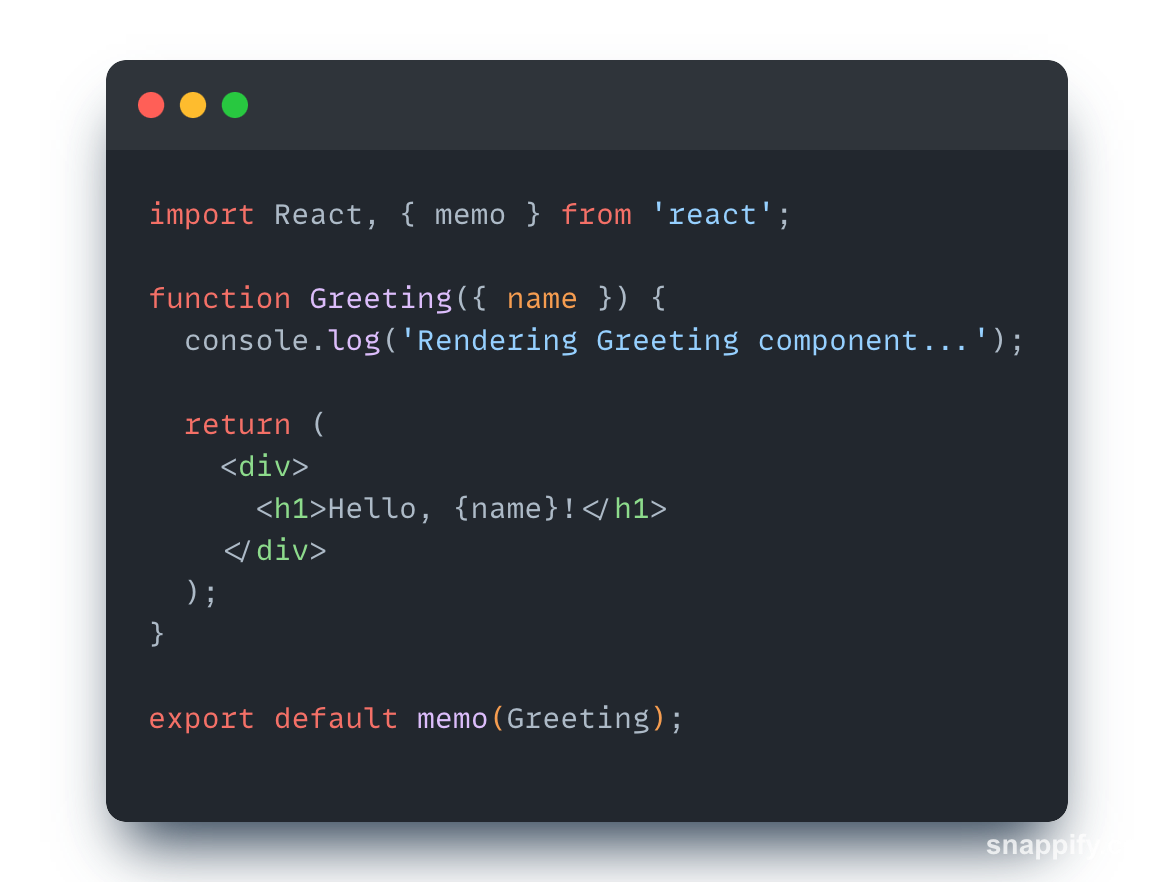 import React, { memo } from 'react';
function Greeting({ name }) {
console.log('Rendering Greeting component...');
return (
<div>
<h1>Hello, {name}!</h1>
</div>
);
}
export default memo(Greeting);
snappify